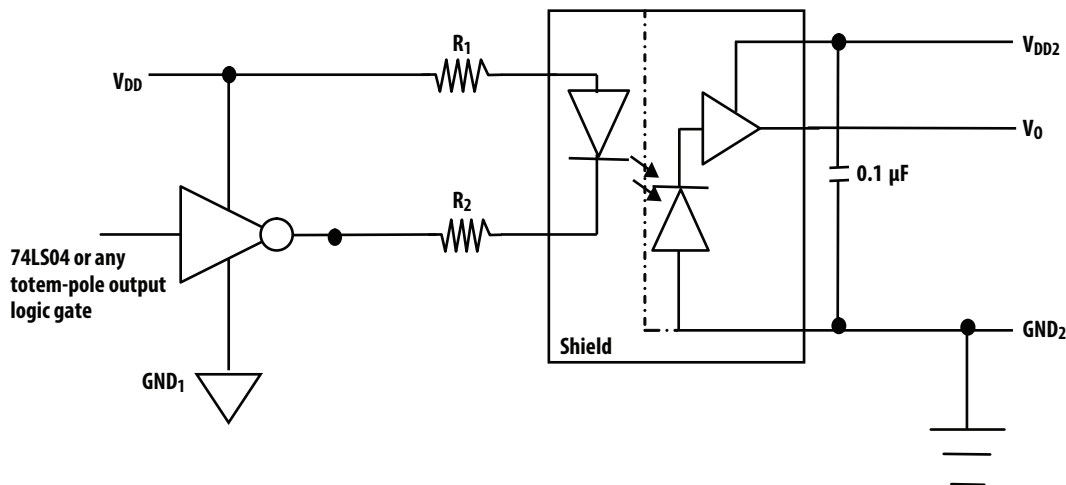 R1
VDD
VDD2
V0
0.1 µF
R2
74LS04 or any
totem-pole output
logic gate
GND2
Shield
GND1